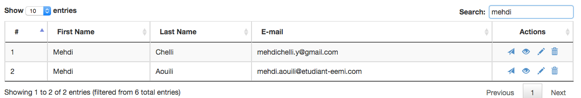 Show 10 entries Search: mehdi
# First Name Last Name E-mail Actions
1 Mehdi Chelli mehdichelli.y@gmail.com
2 Mehdi Aouili mehdi.aouili@etudiant-eemi.com
Showing 1 to 2 of 2 entries (filtered from 6 total entries) Previous 1 Next